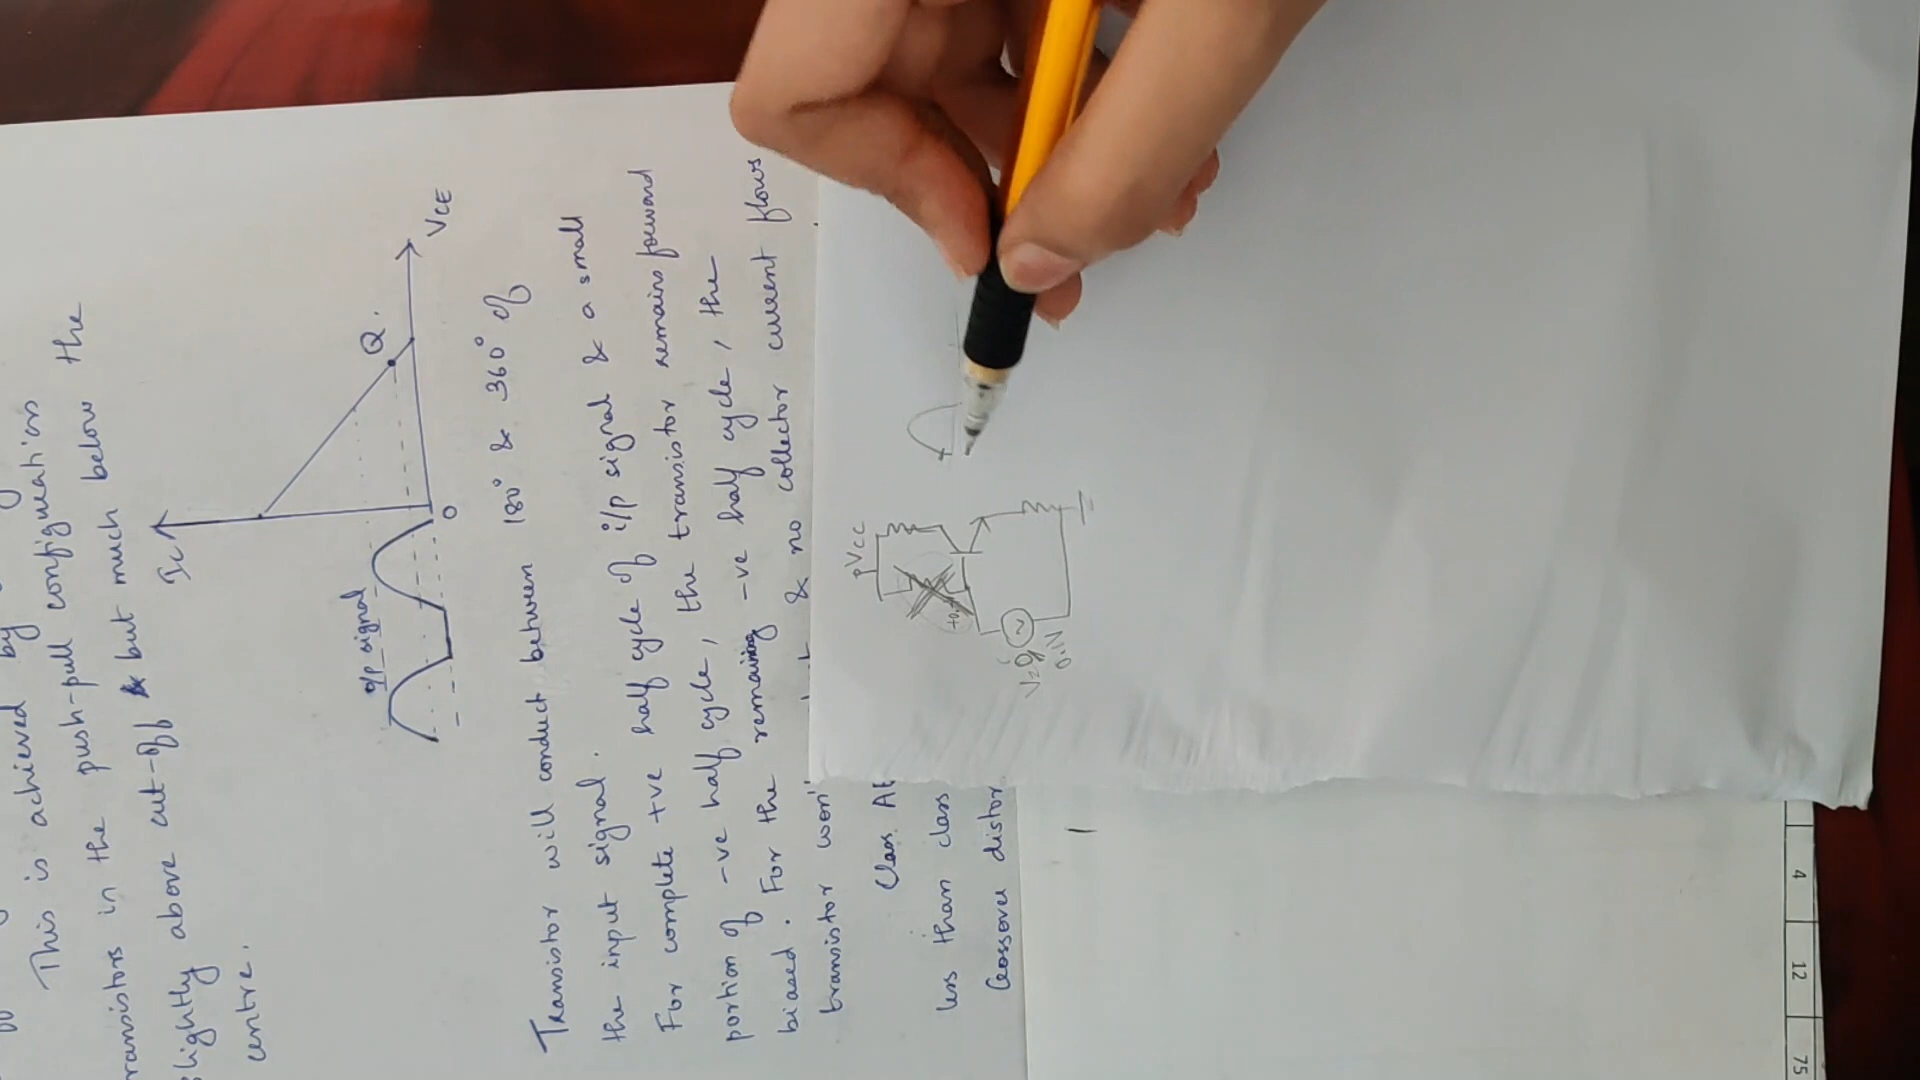 This is achieved by
transistors in the push-pull configurations
slightly above cut-off & but much below the
centre.
Ic
Q.
VCE
O
o/p signal
Transistor will conduct between 180° & 360° of
the input signal.
For complete +ve half cycle of i/p signal & a small
portion of -ve half cycle, the transistor remains forward
biased. For the remaining -ve half cycle, the
transistor won't & no collector current flows
Class AB
less than class
Crossover distor
+VCC
0.1V
4
12
75